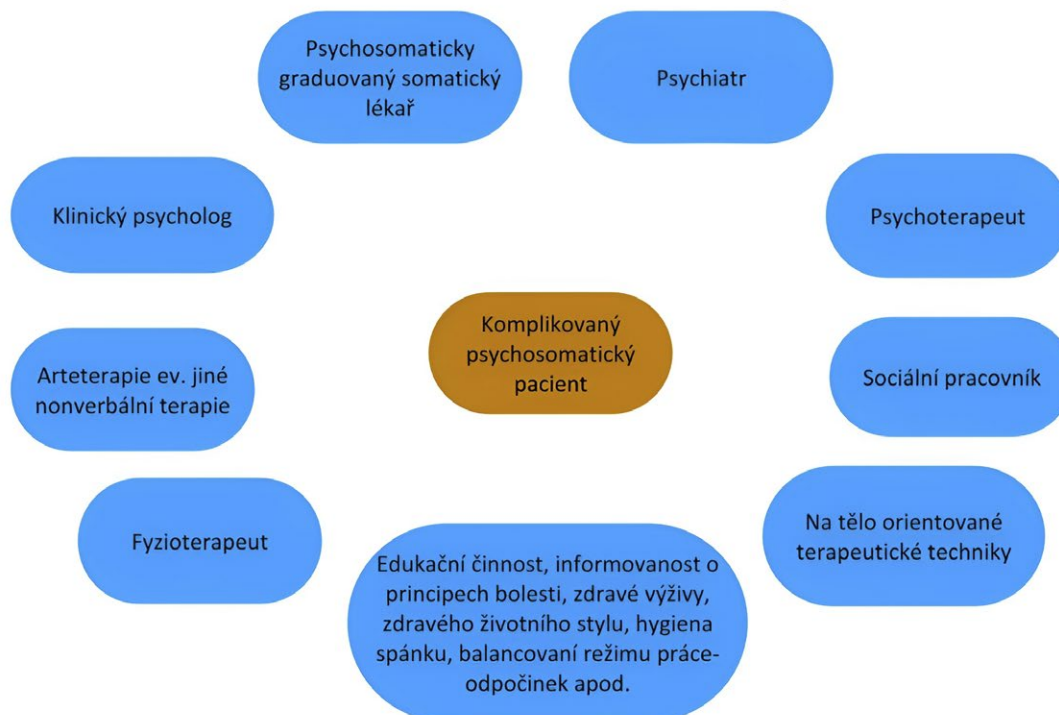 Psychosomaticky
graduovaný somatický
lékař
Psychiatr
Klinický psycholog
Psychoterapeut
Komplikovaný
psychosomatický
pacient
Arteterapie ev. jiné
nonverbální terapie
Sociální pracovník
Fyzioterapeut
Na tělo orientované
terapeutické techniky
Edukační činnost, informovanost o
principech bolesti, zdravé výživy,
zdravého životního stylu, hygiena
spánku, balancovaní režimu práce-
odpočinek apod.